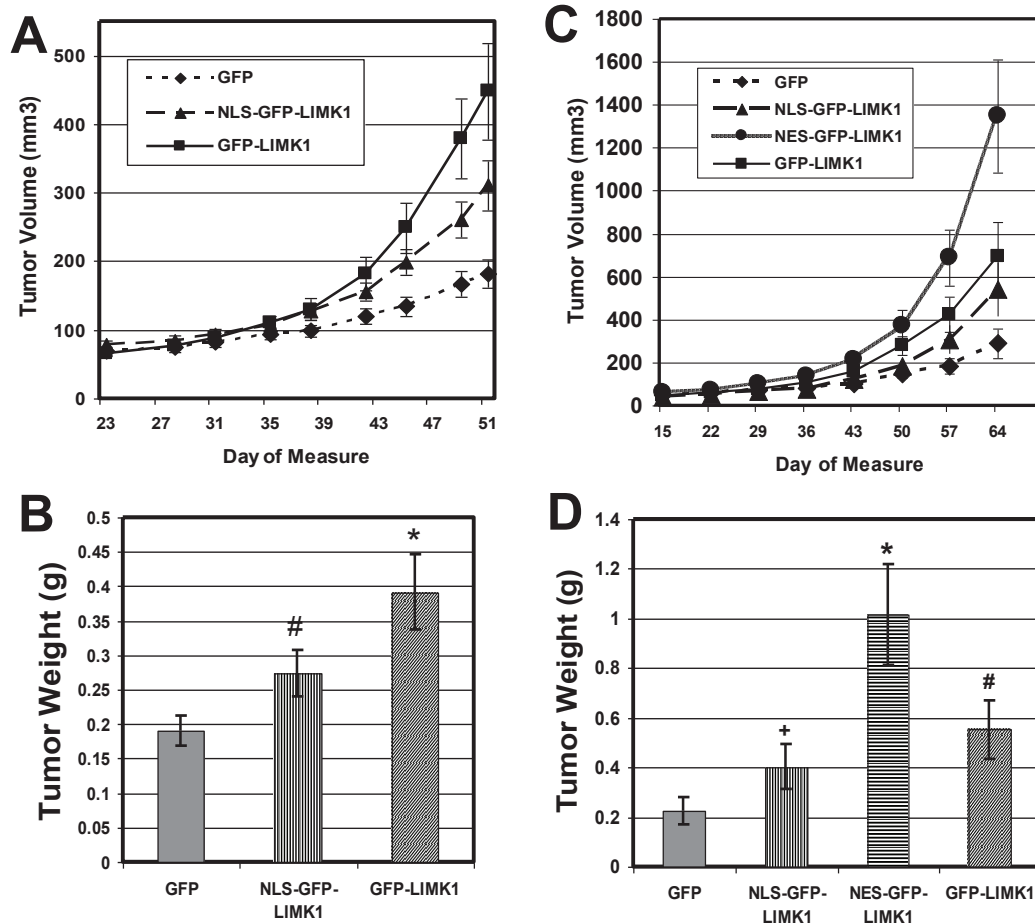 A
Tumor Volume (mm3)
500
400
300
200
100
0
GFP
NLS-GFP-LIMK1
GFP-LIMK1
23 27 31 35 39 43 47 51
Day of Measure
C
Tumor Volume (mm3)
1800
1600
1400
1200
1000
800
600
400
200
0
GFP
NLS-GFP-LIMK1
NES-GFP-LIMK1
GFP-LIMK1
15 22 29 36 43 50 57 64
Day of Measure
B
Tumor Weight (g)
0.5
0.45
0.4
0.35
0.3
0.25
0.2
0.15
0.1
0.05
0
#
*
GFP NLS-GFP- GFP-LIMK1
LIMK1
D
Tumor Weight (g)
1.4
1.2
1
0.8
0.6
0.4
0.2
0
+
*
#
GFP NLS-GFP- NES-GFP- GFP-LIMK1
LIMK1 LIMK1